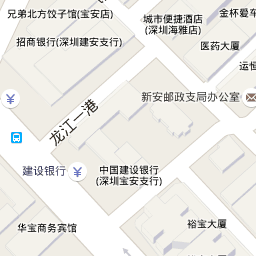 兄弟北方饺子馆(宝安店)
金杯爱车
城市便捷酒店
(深圳海雅店)
招商银行(深圳建安支行)
医药大厦
运恒
新安邮政支局办公室
龙江一港
建设银行
中国建设银行
(深圳宝安支行)
华宝商务宾馆
裕宝大厦